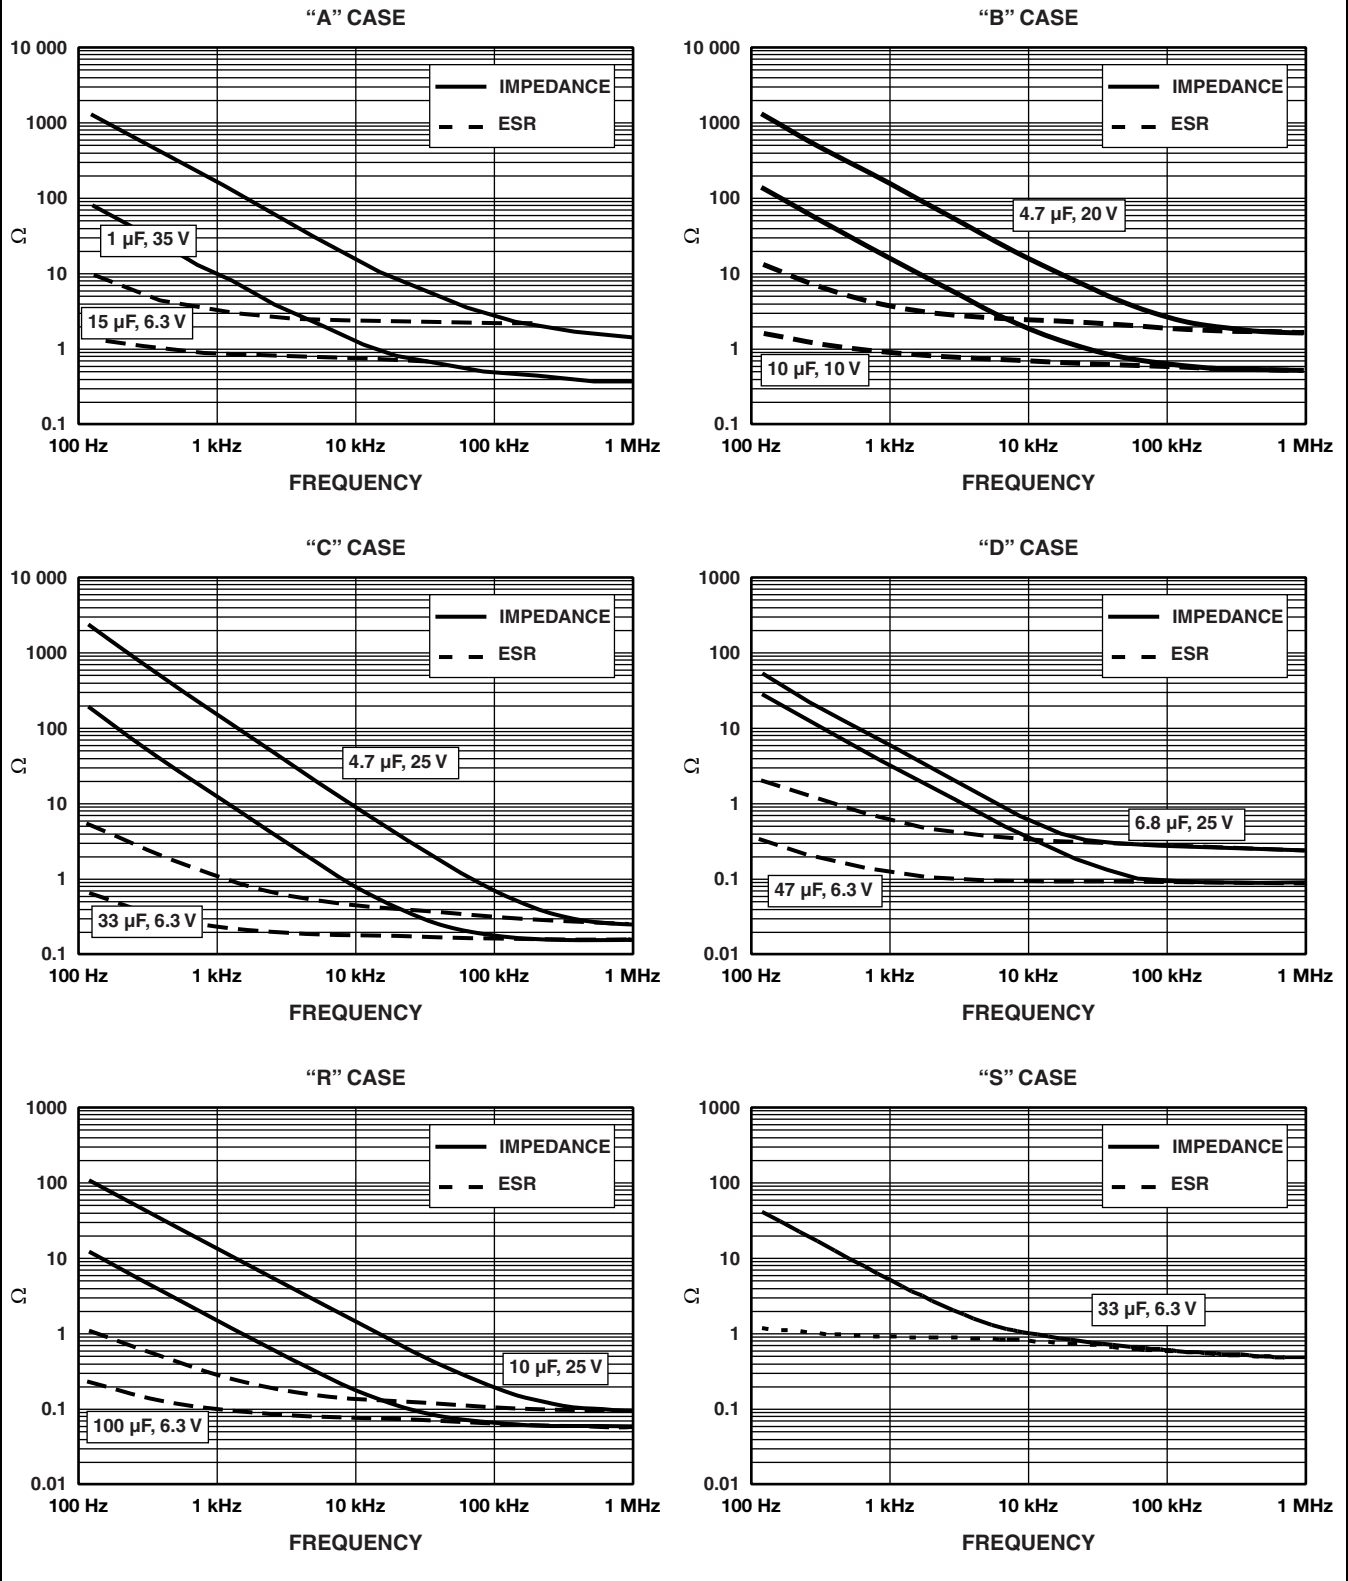 “A” CASE
10 000
1000
100
10
1
0.1
Ω
IMPEDANCE
ESR
1 µF, 35 V
15 µF, 6.3 V
100 Hz 1 kHz 10 kHz 100 kHz 1 MHz
FREQUENCY
“B” CASE
10 000
1000
100
10
1
0.1
Ω
IMPEDANCE
ESR
4.7 µF, 20 V
10 µF, 10 V
100 Hz 1 kHz 10 kHz 100 kHz 1 MHz
FREQUENCY
“C” CASE
10 000
1000
100
10
1
0.1
Ω
IMPEDANCE
ESR
4.7 µF, 25 V
33 µF, 6.3 V
100 Hz 1 kHz 10 kHz 100 kHz 1 MHz
FREQUENCY
“D” CASE
1000
100
10
1
0.1
0.01
Ω
IMPEDANCE
ESR
6.8 µF, 25 V
47 µF, 6.3 V
100 Hz 1 kHz 10 kHz 100 kHz 1 MHz
FREQUENCY
“R” CASE
1000
100
10
1
0.1
0.01
Ω
IMPEDANCE
ESR
10 µF, 25 V
100 µF, 6.3 V
100 Hz 1 kHz 10 kHz 100 kHz 1 MHz
FREQUENCY
“S” CASE
1000
100
10
1
0.1
0.01
Ω
IMPEDANCE
ESR
33 µF, 6.3 V
100 Hz 1 kHz 10 kHz 100 kHz 1 MHz
FREQUENCY